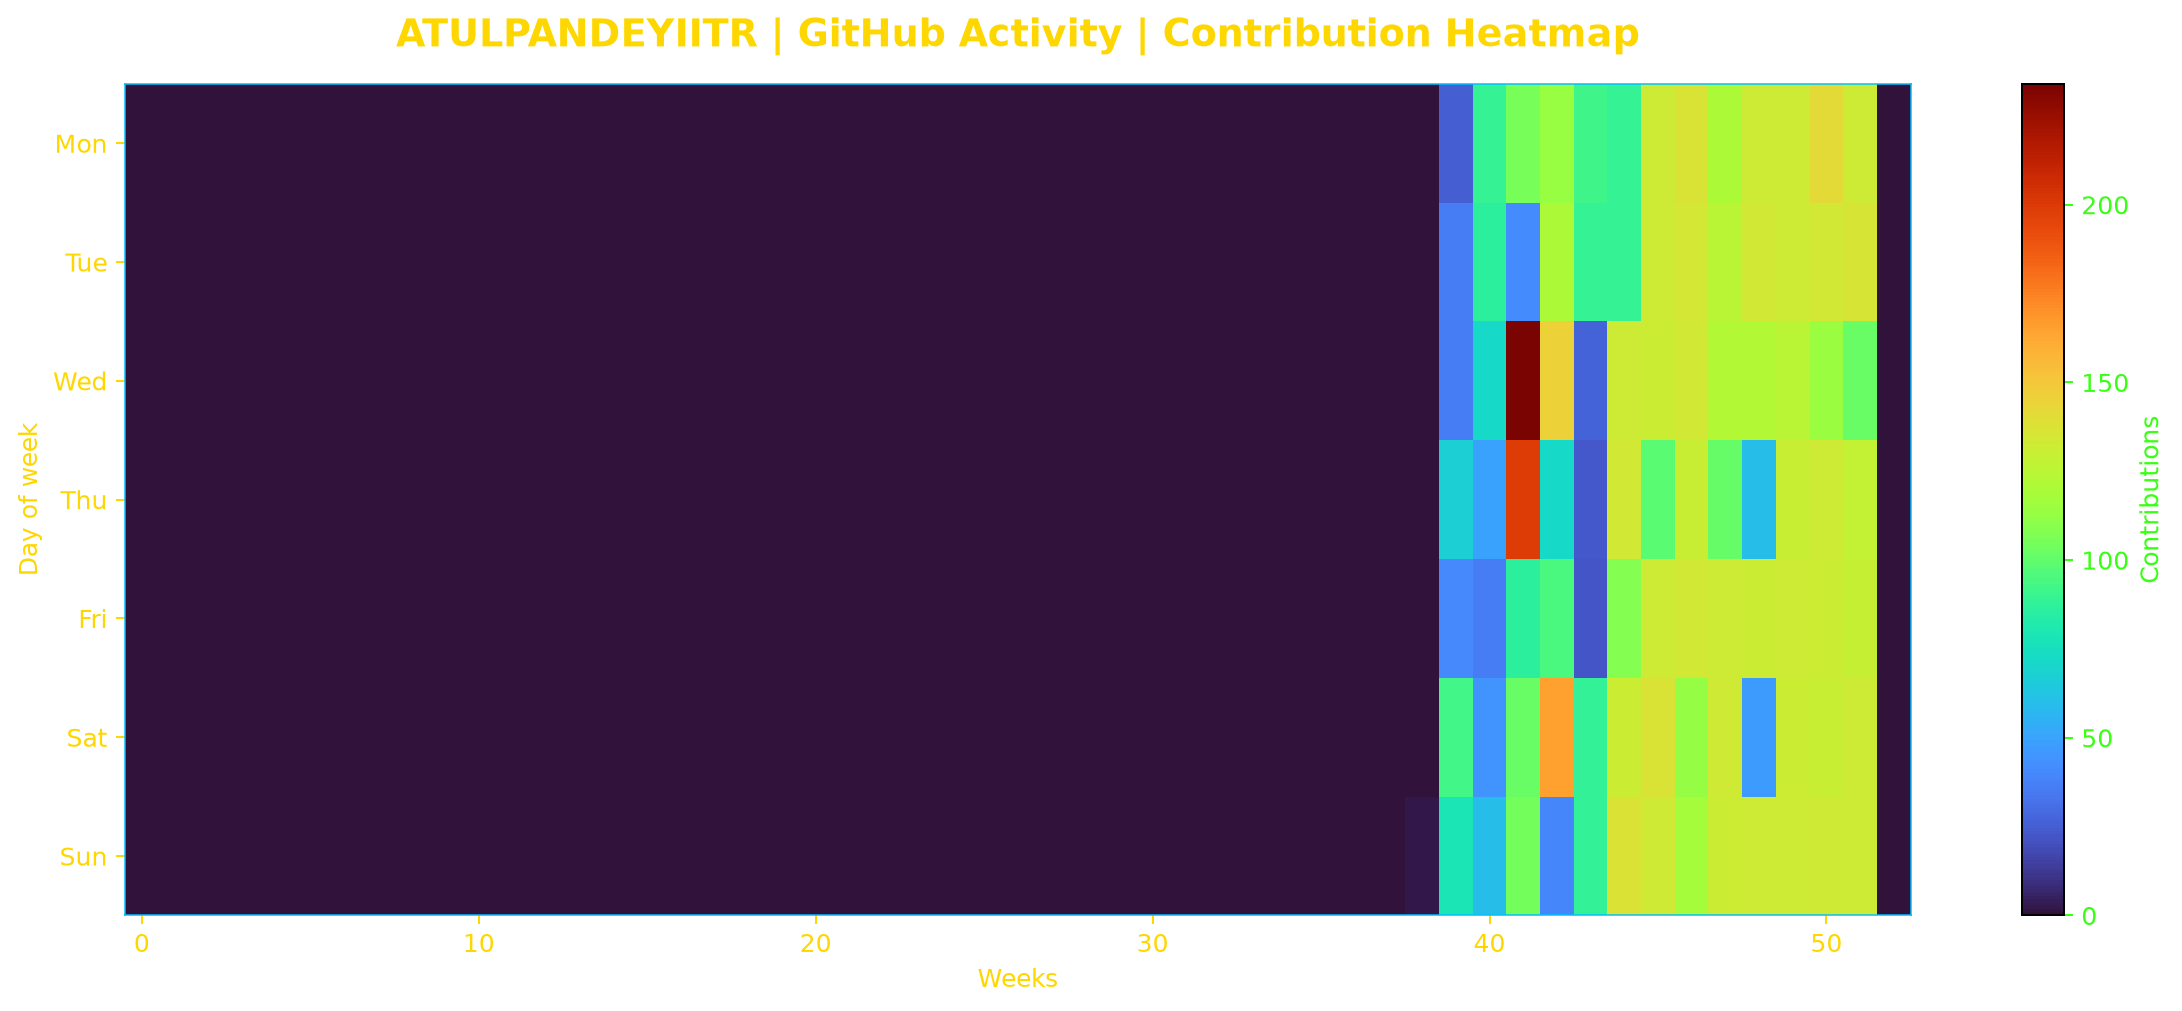 ATULPANDEYIITR | GitHub Activity | Contribution Heatmap
Mon
Tue
Wed
Thu
Fri
Sat
Sun
Day of week
0 10 20 30 40 50
Weeks
200
150
100
50
0
Contributions